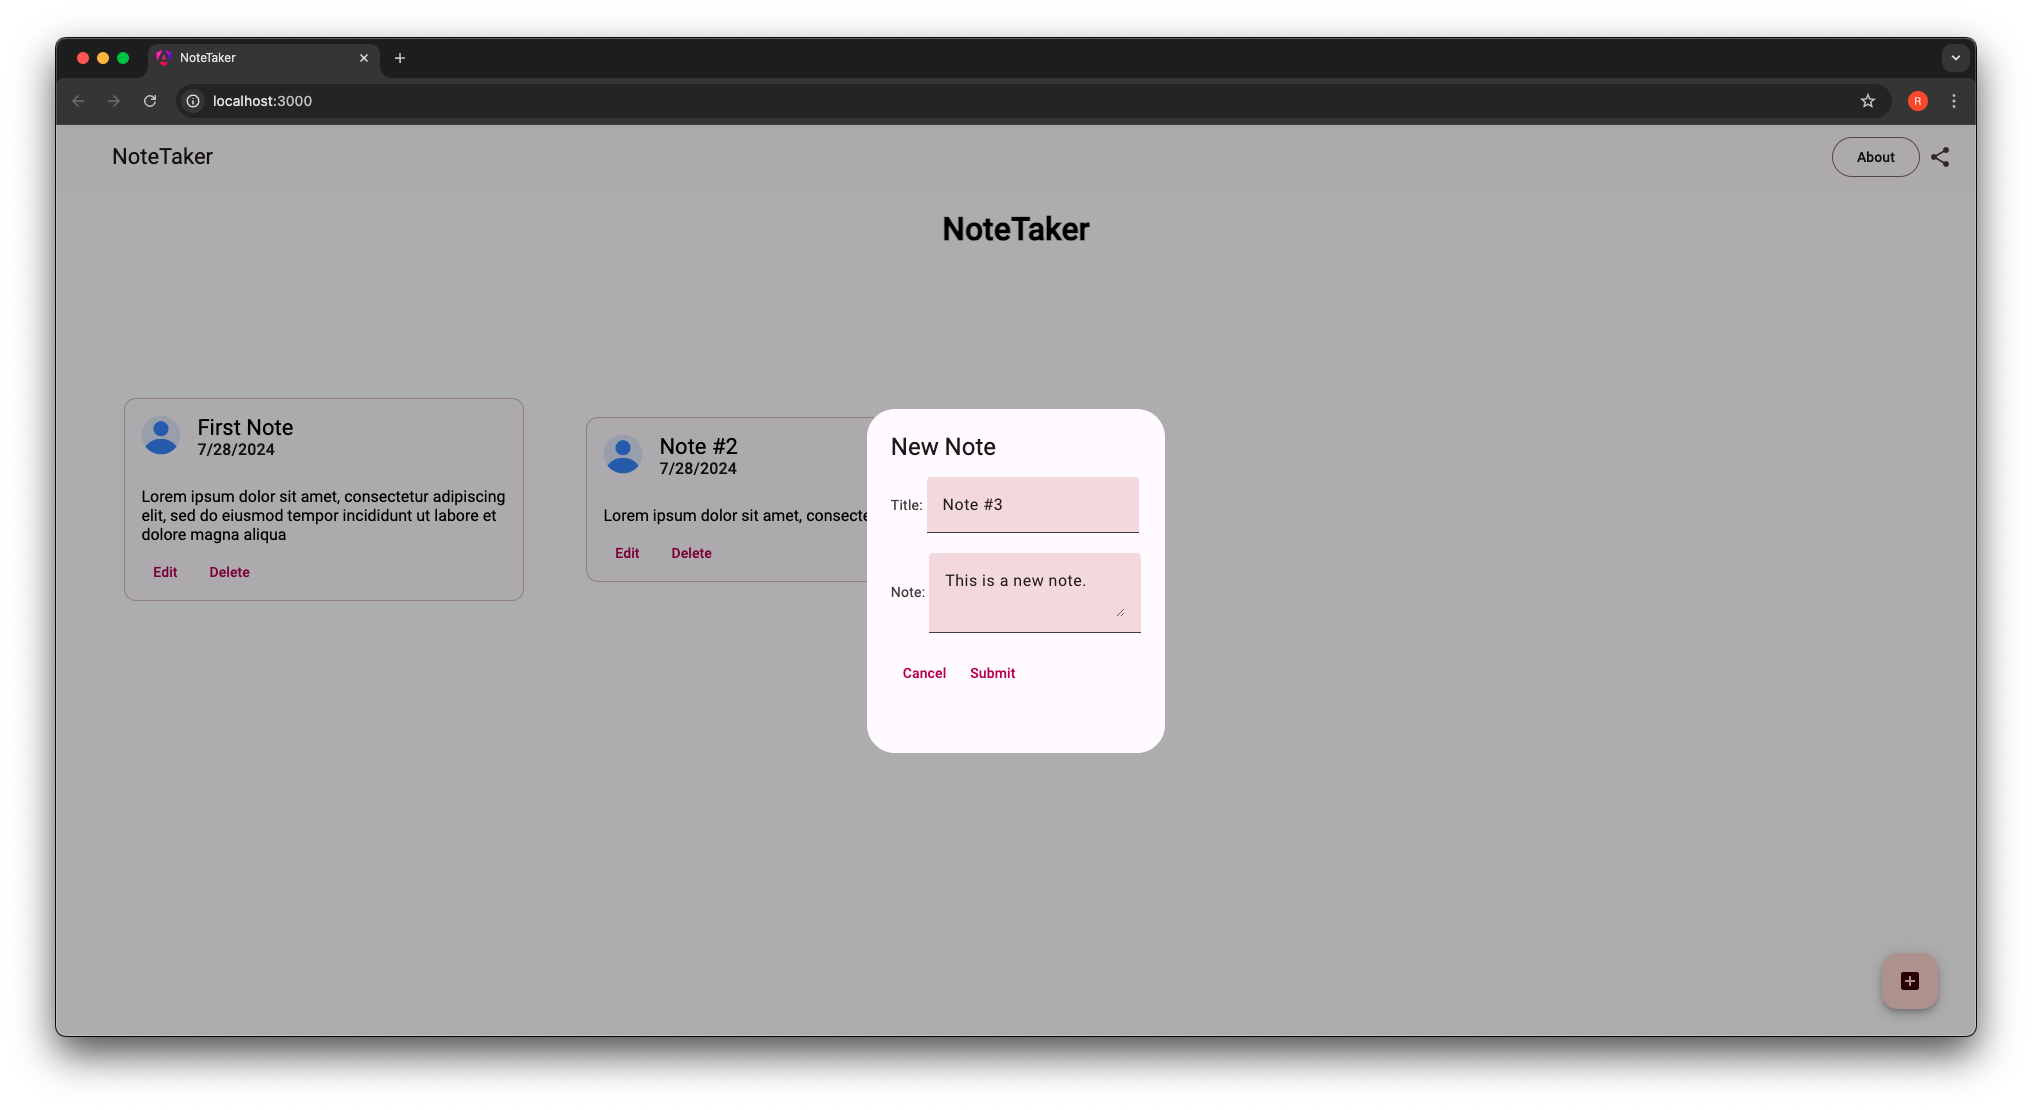 NoteTaker
localhost:3000
R
NoteTaker
About
NoteTaker
First Note
7/28/2024
Lorem ipsum dolor sit amet, consectetur adipiscing
elit, sed do eiusmod tempor incididunt ut labore et
dolore magna aliqua
Edit Delete
Note #2
7/28/2024
Lorem ipsum dolor sit amet, consecte
Edit Delete
New Note
Title: Note #3
Note: This is a new note.
Cancel Submit